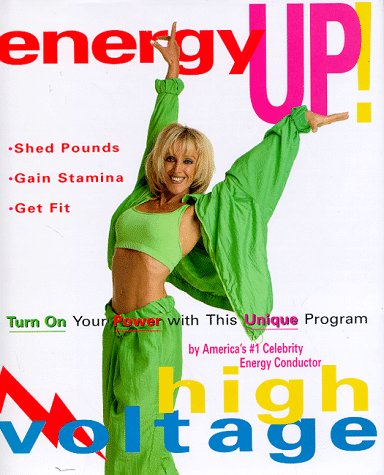 energy UP!
•Shed Pounds
•Gain Stamina
•Get Fit
Turn On Your Power with This Unique Program
by America's #1 Celebrity
Energy Conductor
high
voltage